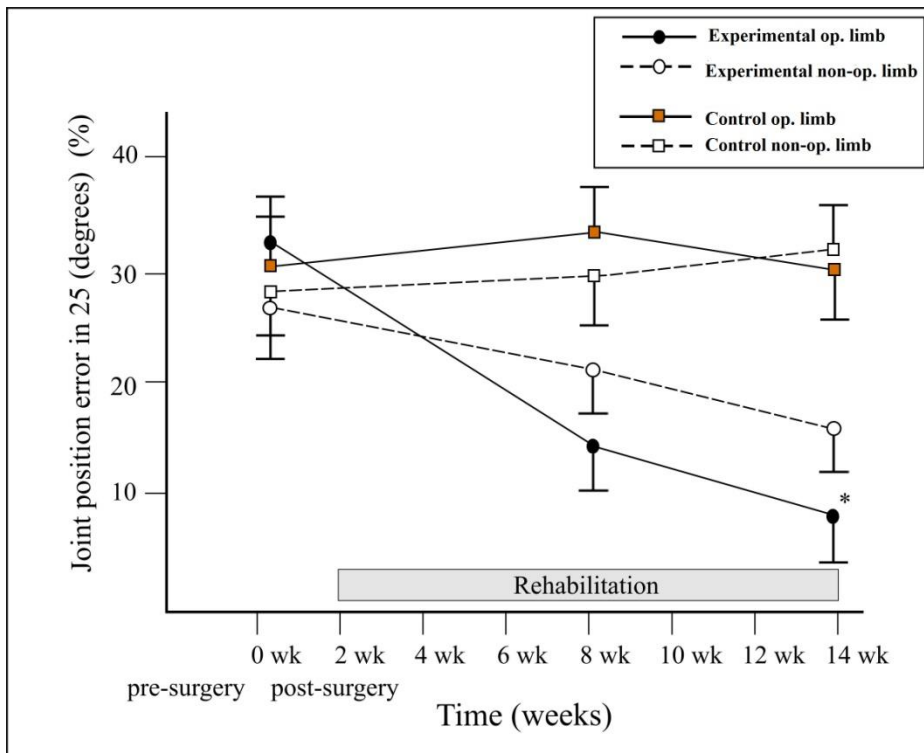 Experimental op. limb
Experimental non-op. limb
Control op. limb
Control non-op. limb
Joint position error in 25 (degrees) (%)
40
30
20
10
*
Rehabilitation
0 wk 2 wk 4 wk 6 wk 8 wk 10 wk 12 wk 14 wk
pre-surgery post-surgery
Time (weeks)